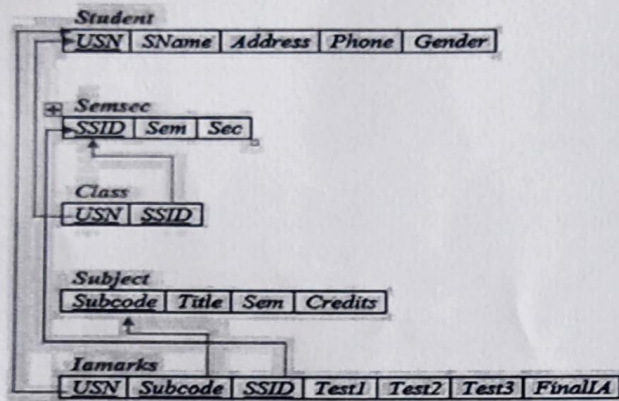 Student
USN SName Address Phone Gender
Semsec
SSID Sem Sec
Class
USN SSID
Subject
Subcode Title Sem Credits
Iamarks
USN Subcode SSID Test1 Test2 Test3 FinalIA